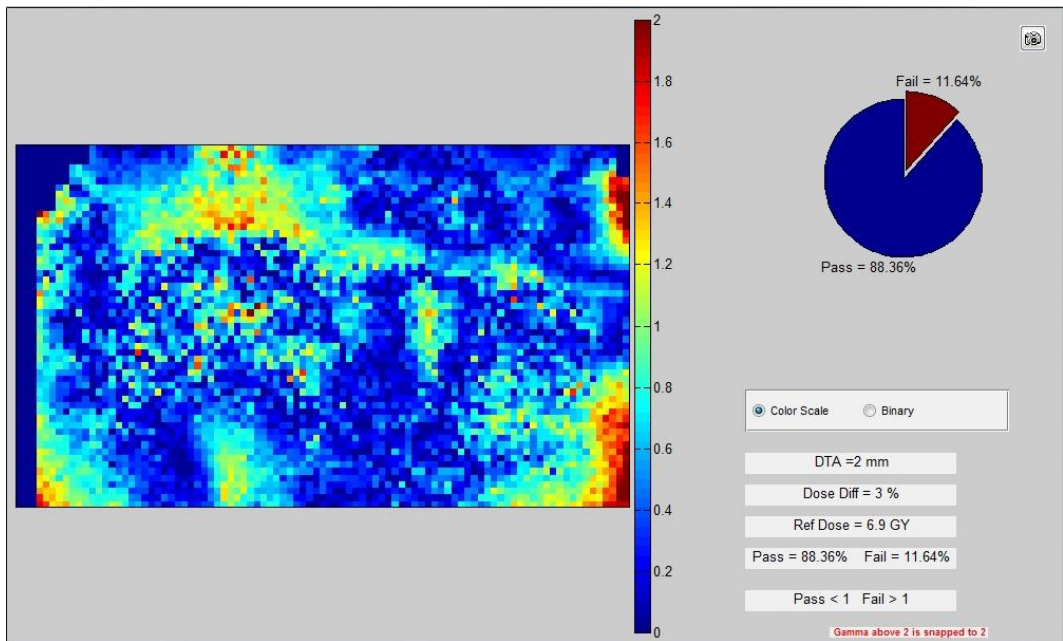 2
1.8
1.6
1.4
1.2
1
0.8
0.6
0.4
0.2
0
Fail = 11.64%
Pass = 88.36%
Color Scale Binary
DTA =2 mm
Dose Diff = 3 %
Ref Dose = 6.9 GY
Pass = 88.36% Fail = 11.64%
Pass < 1 Fail > 1
Gamma above 2 is snapped to 2